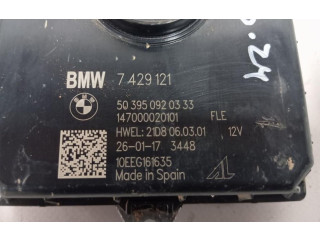 BMW 7 429 121
50 395 092 03 33
147000020101 FLE
HWEL: 21D8 06.03.01 12V
26-01-17 3448
10EEG161635
Made in Spain